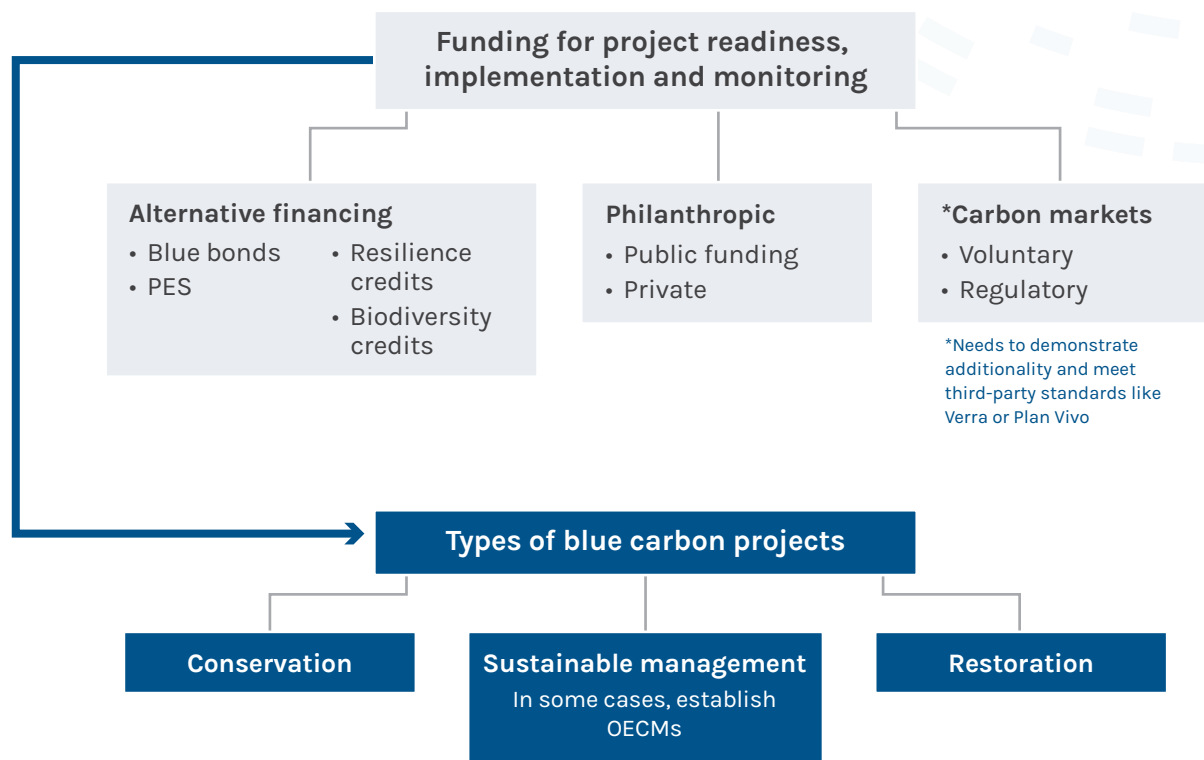 Funding for project readiness,
implementation and monitoring
Alternative financing
• Blue bonds
• PES
• Resilience
credits
• Biodiversity
credits
Philanthropic
• Public funding
• Private
*Carbon markets
• Voluntary
• Regulatory
*Needs to demonstrate
additionality and meet
third-party standards like
Verra or Plan Vivo
Types of blue carbon projects
Conservation
Sustainable management
In some cases, establish
OECMs
Restoration